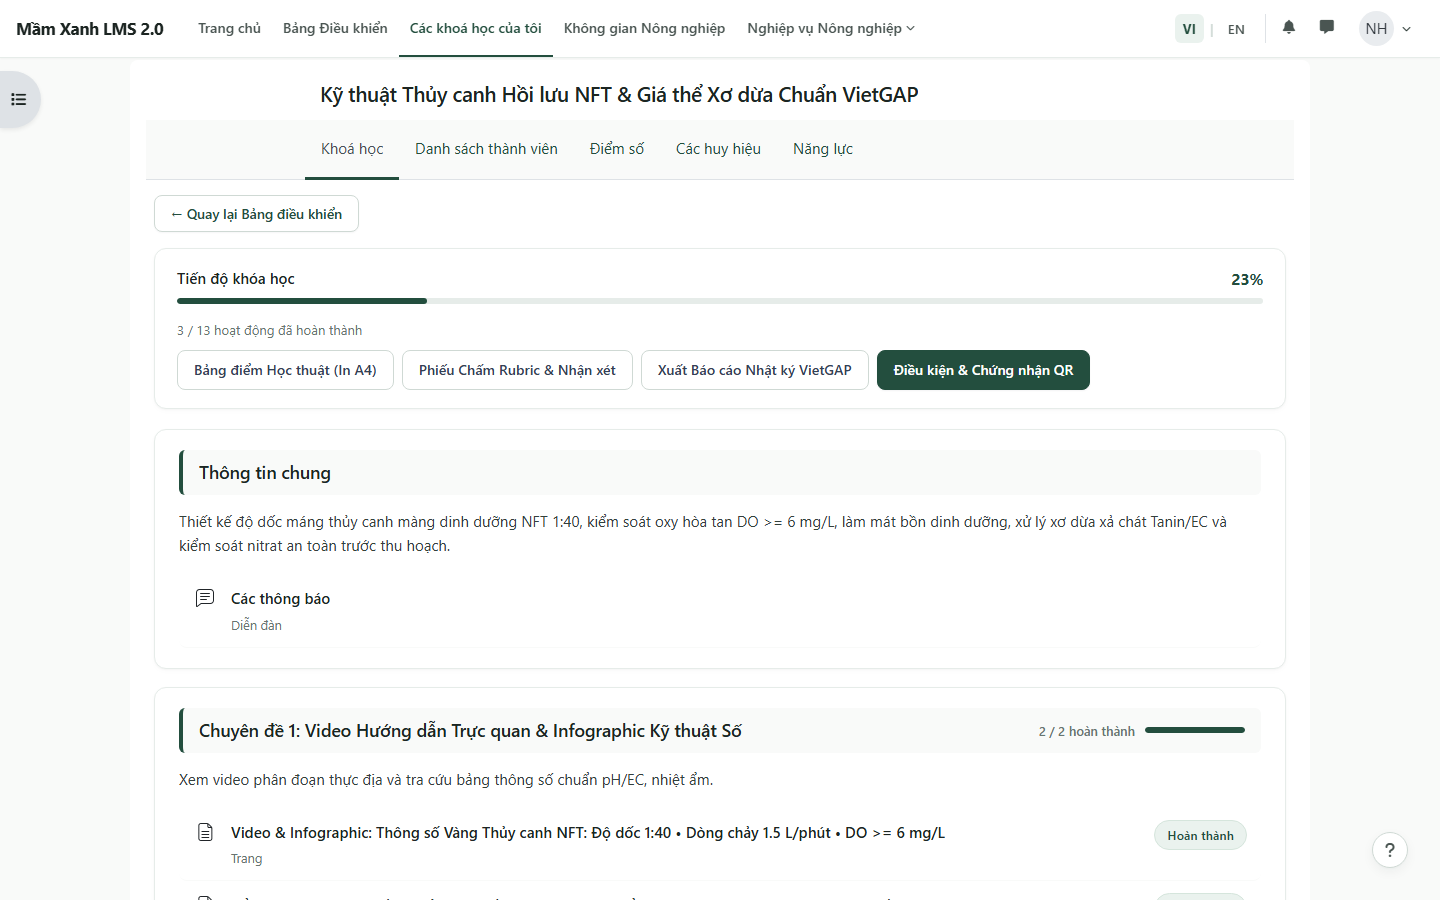 Mầm Xanh LMS 2.0
Trang chủ
Bảng Điều khiển
Các khoá học của tôi
Không gian Nông nghiệp
Nghiệp vụ Nông nghiệp
VI | EN
NH
Kỹ thuật Thủy canh Hồi lưu NFT & Giá thể Xơ dừa Chuẩn VietGAP
Khoá học
Danh sách thành viên
Điểm số
Các huy hiệu
Năng lực
← Quay lại Bảng điều khiển
Tiến độ khóa học
23%
3 / 13 hoạt động đã hoàn thành
Bảng điểm Học thuật (In A4)
Phiếu Chấm Rubric & Nhận xét
Xuất Báo cáo Nhật ký VietGAP
Điều kiện & Chứng nhận QR
Thông tin chung
Thiết kế độ dốc máng thủy canh màng dinh dưỡng NFT 1:40, kiểm soát oxy hòa tan DO >= 6 mg/L, làm mát bồn dinh dưỡng, xử lý xơ dừa xả chát Tanin/EC và
kiểm soát nitrat an toàn trước thu hoạch.
Các thông báo
Diễn đàn
Chuyên đề 1: Video Hướng dẫn Trực quan & Infographic Kỹ thuật Số
2 / 2 hoàn thành
Xem video phân đoạn thực địa và tra cứu bảng thông số chuẩn pH/EC, nhiệt ẩm.
Video & Infographic: Thông số Vàng Thủy canh NFT: Độ dốc 1:40 • Dòng chảy 1.5 L/phút • DO >= 6 mg/L
Hoàn thành
Trang
?